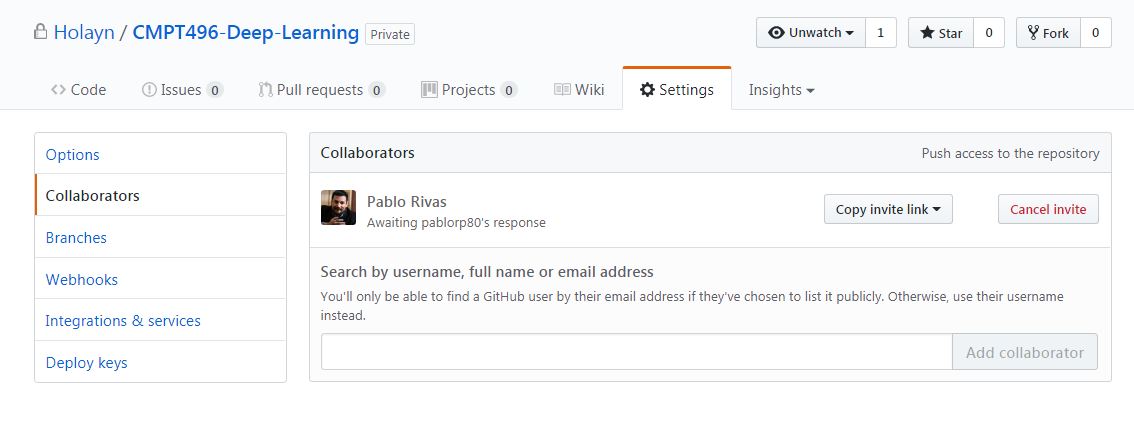 Holayn / CMPT496-Deep-Learning Private Unwatch 1 Star 0 Fork 0
Code Issues 0 Pull requests 0 Projects 0 Wiki Settings Insights
Options
Collaborators
Branches
Webhooks
Integrations & services
Deploy keys
Collaborators Push access to the repository
Pablo Rivas
Awaiting pablorp80's response
Copy invite link Cancel invite
Search by username, full name or email address
You'll only be able to find a GitHub user by their email address if they've chosen to list it publicly. Otherwise, use their username
instead.
Add collaborator